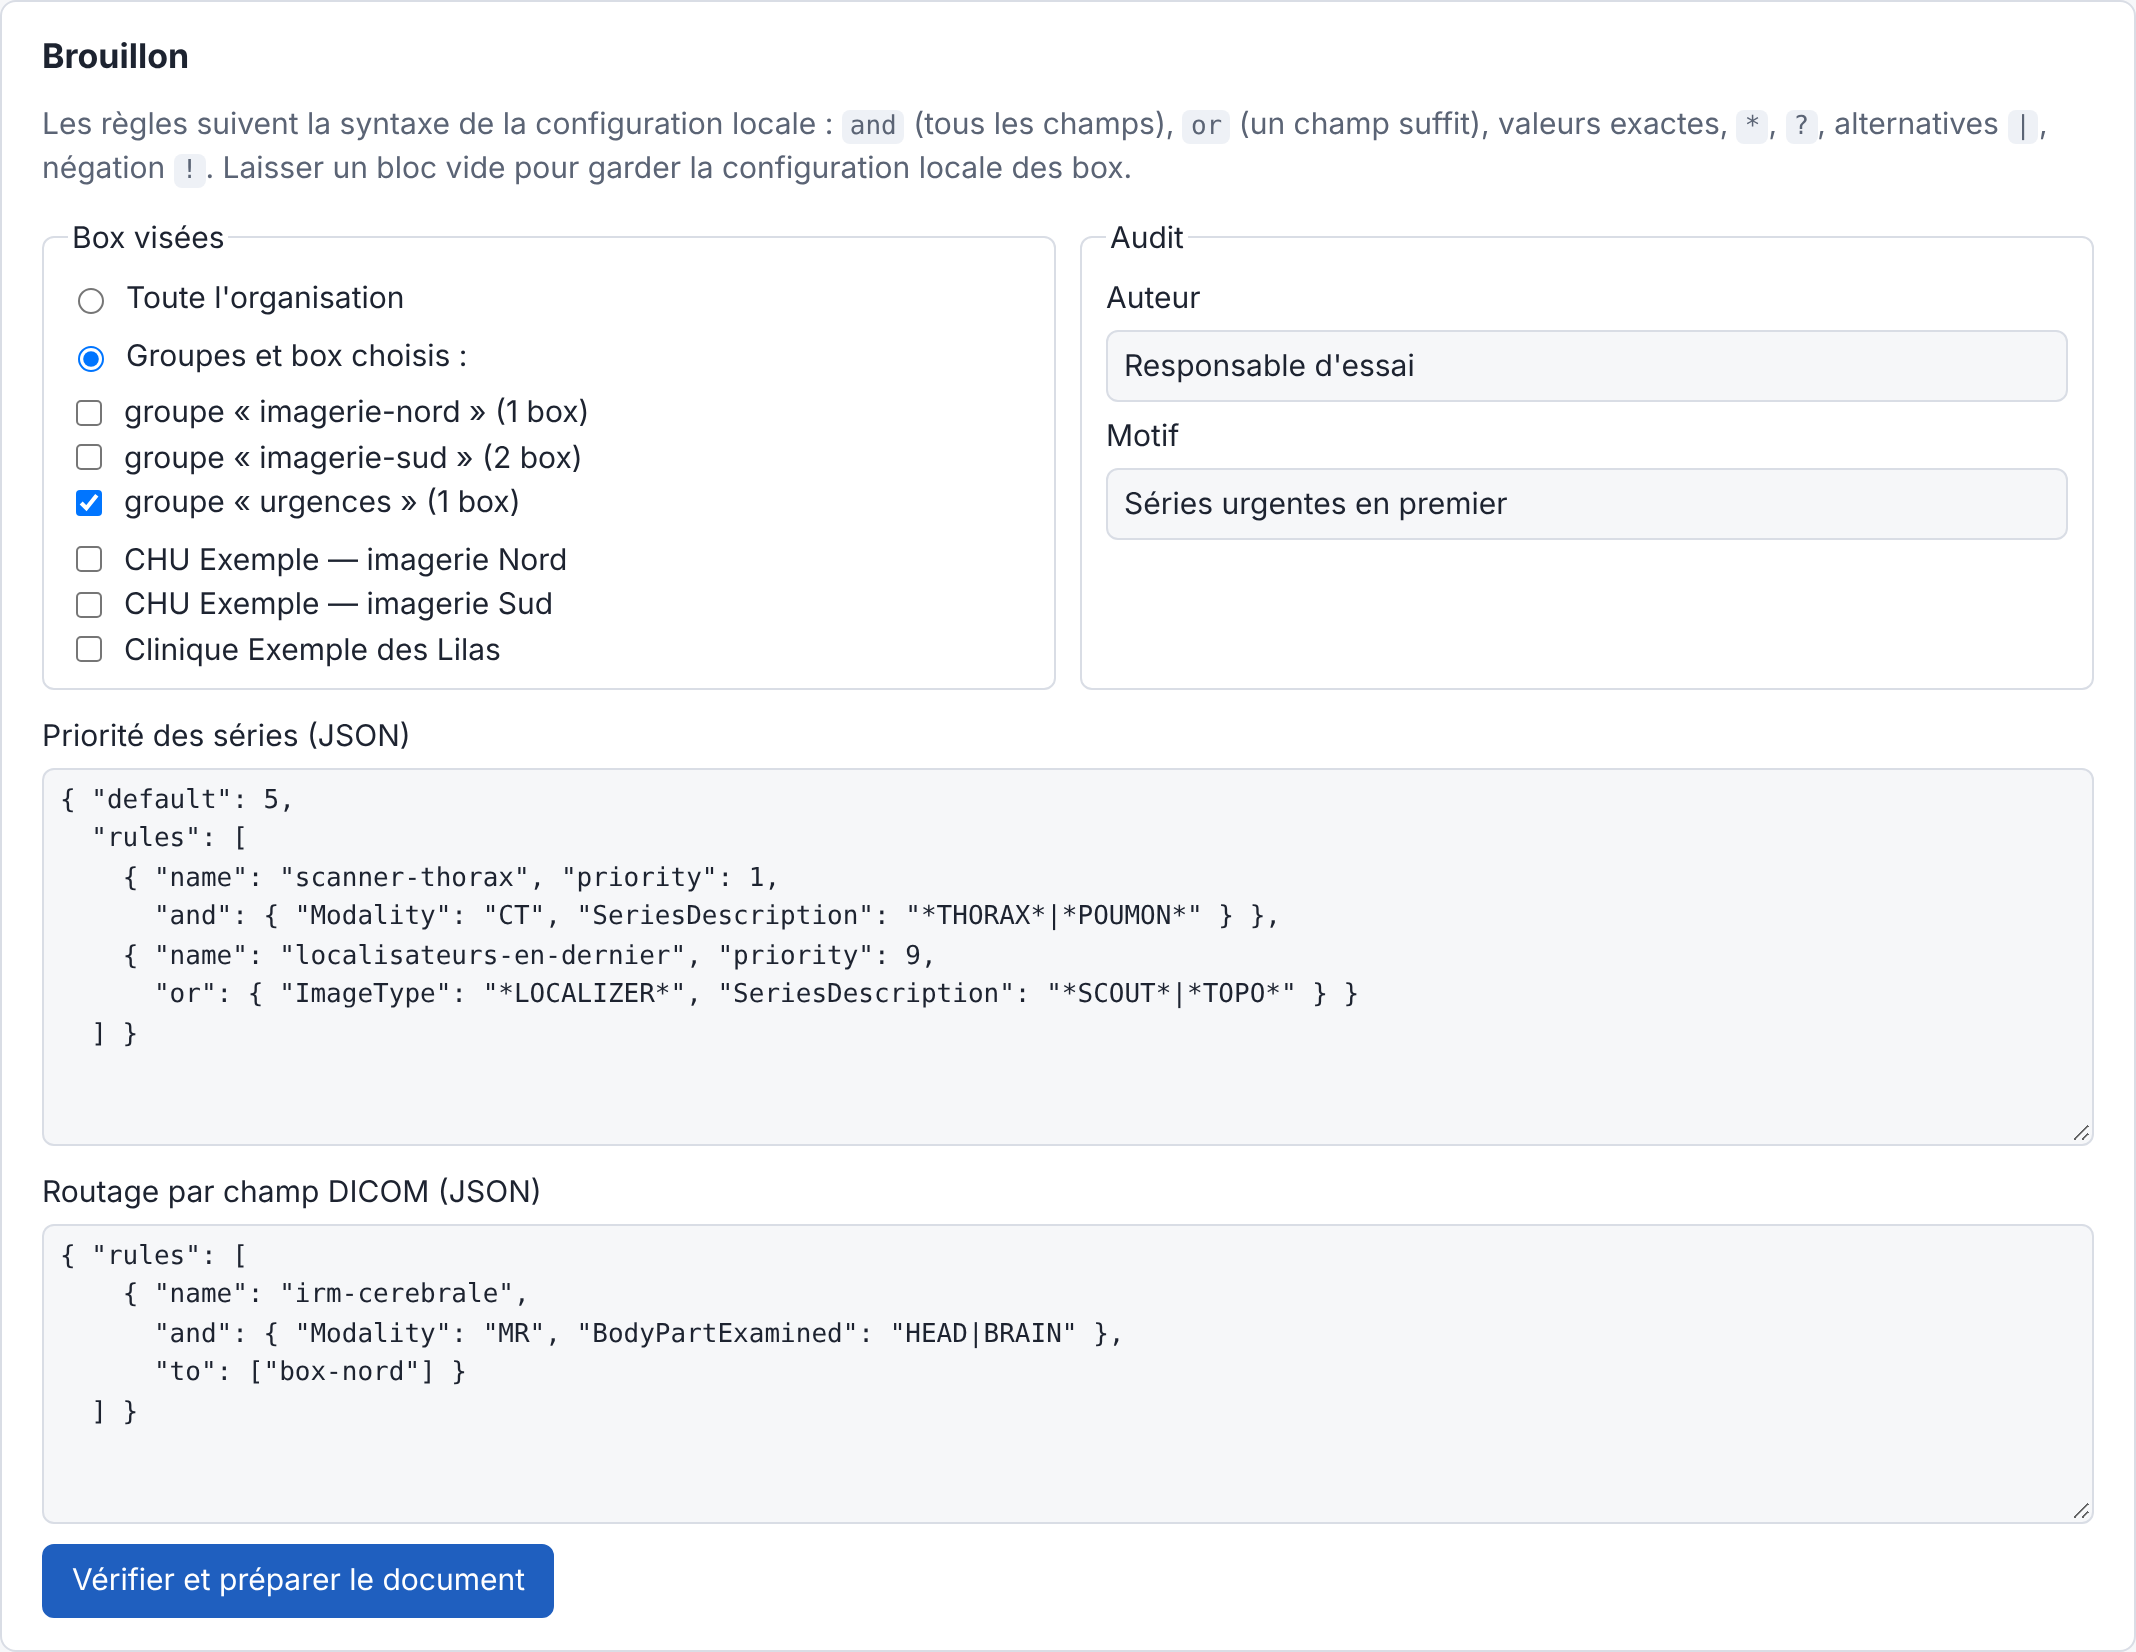 Brouillon
Les règles suivent la syntaxe de la configuration locale : and (tous les champs), or (un champ suffit), valeurs exactes, *, ?, alternatives |,
négation !. Laisser un bloc vide pour garder la configuration locale des box.
Box visées
Toute l'organisation
Groupes et box choisis :
groupe « imagerie-nord » (1 box)
groupe « imagerie-sud » (2 box)
groupe « urgences » (1 box)
CHU Exemple — imagerie Nord
CHU Exemple — imagerie Sud
Clinique Exemple des Lilas
Audit
Auteur
Responsable d'essai
Motif
Séries urgentes en premier
Priorité des séries (JSON)
{ "default": 5,
  "rules": [
    { "name": "scanner-thorax", "priority": 1,
      "and": { "Modality": "CT", "SeriesDescription": "*THORAX*|*POUMON*" } },
    { "name": "localisateurs-en-dernier", "priority": 9,
      "or": { "ImageType": "*LOCALIZER*", "SeriesDescription": "*SCOUT*|*TOPO*" } }
  ] }
Routage par champ DICOM (JSON)
{ "rules": [
    { "name": "irm-cerebrale",
      "and": { "Modality": "MR", "BodyPartExamined": "HEAD|BRAIN" },
      "to": ["box-nord"] }
  ] }
Vérifier et préparer le document